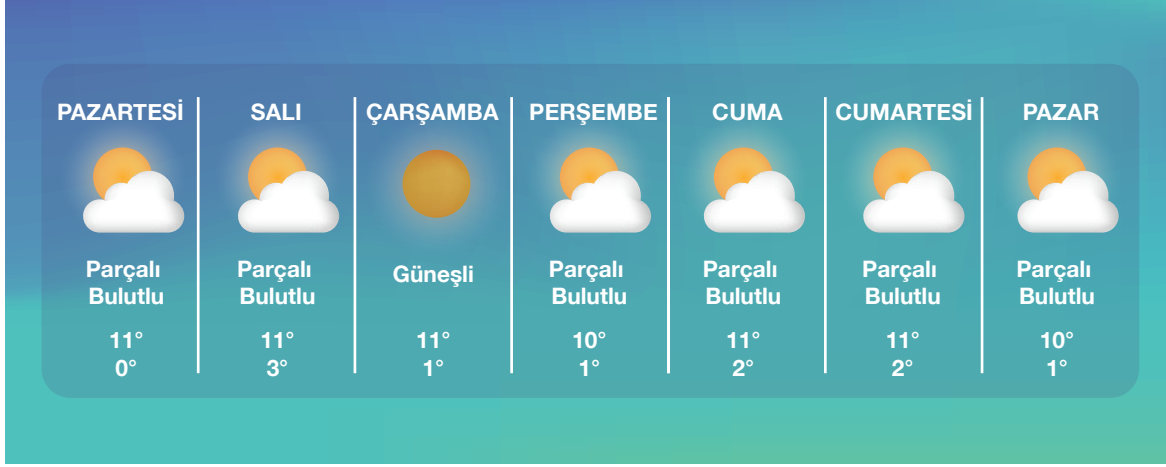 PAZARTESİ
Parçalı
Bulutlu
11°
0°
SALI
Parçalı
Bulutlu
11°
3°
ÇARŞAMBA
Güneşli
11°
1°
PERŞEMBE
Parçalı
Bulutlu
10°
1°
CUMA
Parçalı
Bulutlu
11°
2°
CUMARTESİ
Parçalı
Bulutlu
11°
2°
PAZAR
Parçalı
Bulutlu
10°
1°